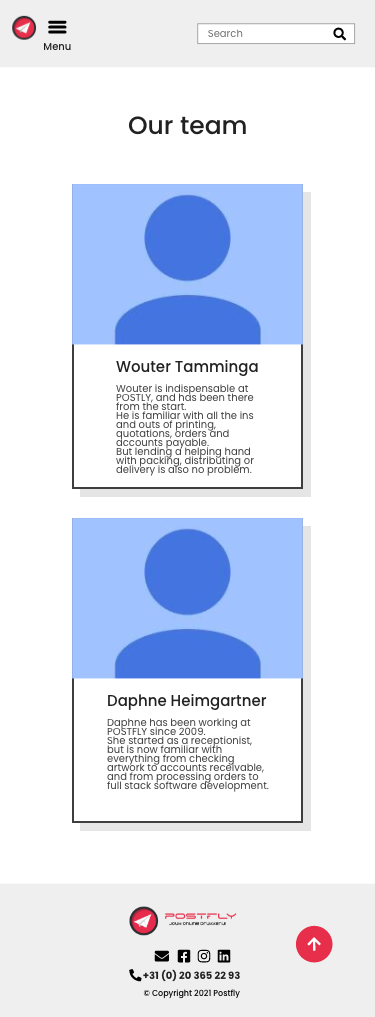 Menu
Search
Our team
Wouter Tamminga
Wouter is indispensable at
POSTLY, and has been there
from the start.
He is familiar with all the ins
and outs of printing,
quotations, orders and
accounts payable.
But lending a helping hand
with packing, distributing or
delivery is also no problem.
Daphne Heimgartner
Daphne has been working at
POSTFLY since 2009.
She started as a receptionist,
but is now familiar with
everything from checking
artwork to accounts receivable,
and from processing orders to
full stack software development.
POSTFLY
JOUW ONLINE DRUKKERIJ!
+31 (0) 20 365 22 93
© Copyright 2021 Postfly